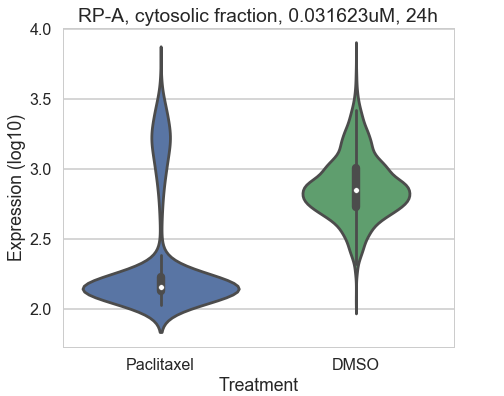 RP-A, cytosolic fraction, 0.031623uM, 24h
Expression (log10)
4.0
3.5
3.0
2.5
2.0
Paclitaxel DMSO
Treatment